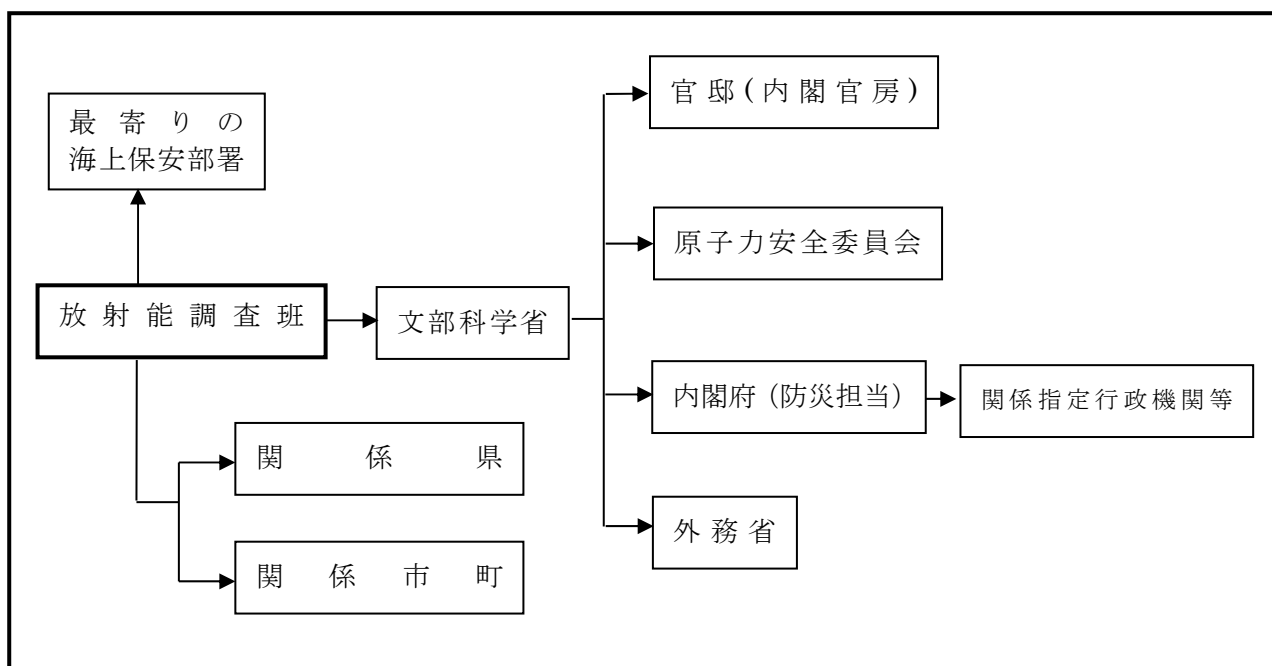 最寄りの
海上保安部署
放射能調査班
文部科学省
官邸(内閣官房)
原子力安全委員会
内閣府(防災担当)
関係指定行政機関等
外務省
関係県
関係市町